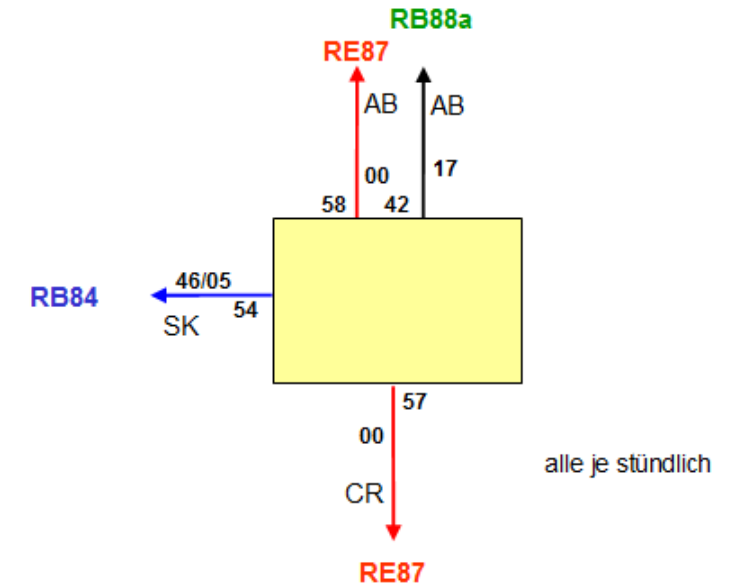 RB88a
RE87
AB AB
00 17
58 42
46/05
RB84 54
SK
57
00
alle je stündlich
CR
RE87